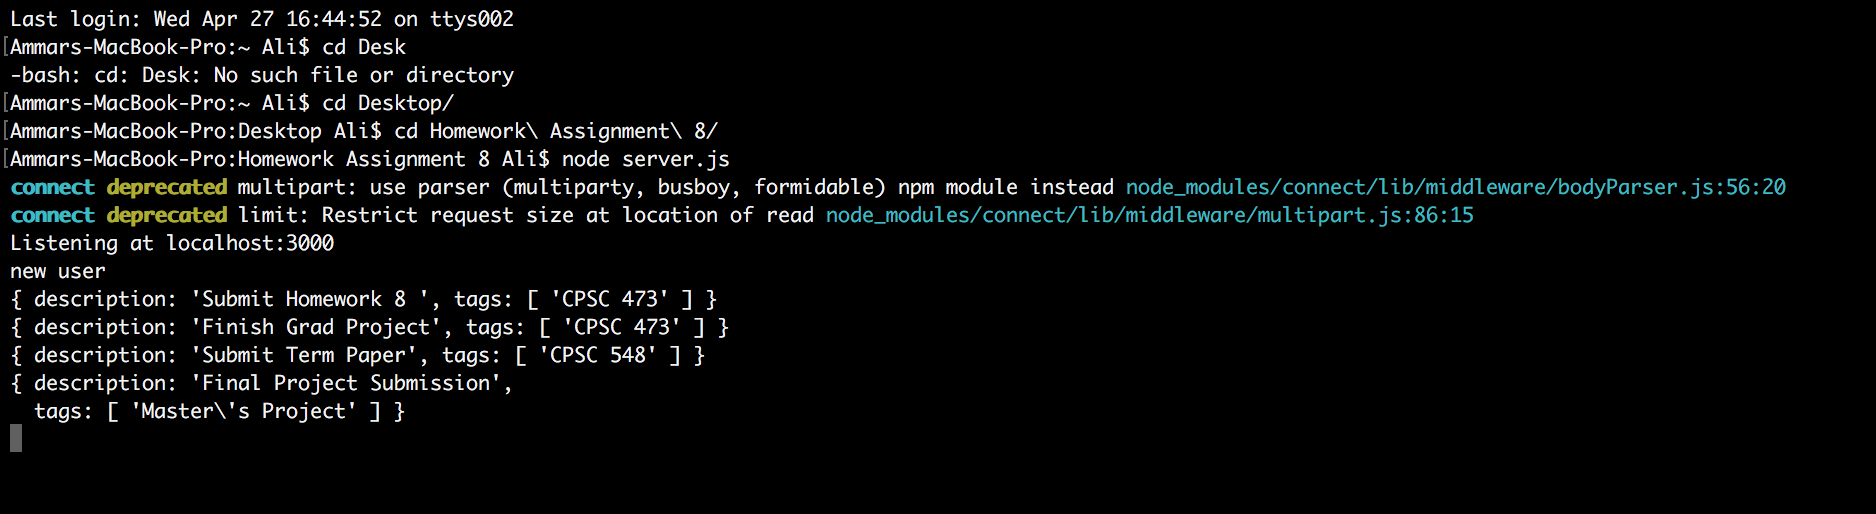 Last login: Wed Apr 27 16:44:52 on ttys002
[Ammars-MacBook-Pro:~ Ali$ cd Desk
-bash: cd: Desk: No such file or directory
[Ammars-MacBook-Pro:~ Ali$ cd Desktop/
[Ammars-MacBook-Pro:Desktop Ali$ cd Homework\ Assignment\ 8/
[Ammars-MacBook-Pro:Homework Assignment 8 Ali$ node server.js
connect deprecated multipart: use parser (multiparty, busboy, formidable) npm module instead node_modules/connect/lib/middleware/bodyParser.js:56:20
connect deprecated limit: Restrict request size at location of read node_modules/connect/lib/middleware/multipart.js:86:15
Listening at localhost:3000
new user
{ description: 'Submit Homework 8 ', tags: [ 'CPSC 473' ] }
{ description: 'Finish Grad Project', tags: [ 'CPSC 473' ] }
{ description: 'Submit Term Paper', tags: [ 'CPSC 548' ] }
{ description: 'Final Project Submission',
  tags: [ 'Master\'s Project' ] }